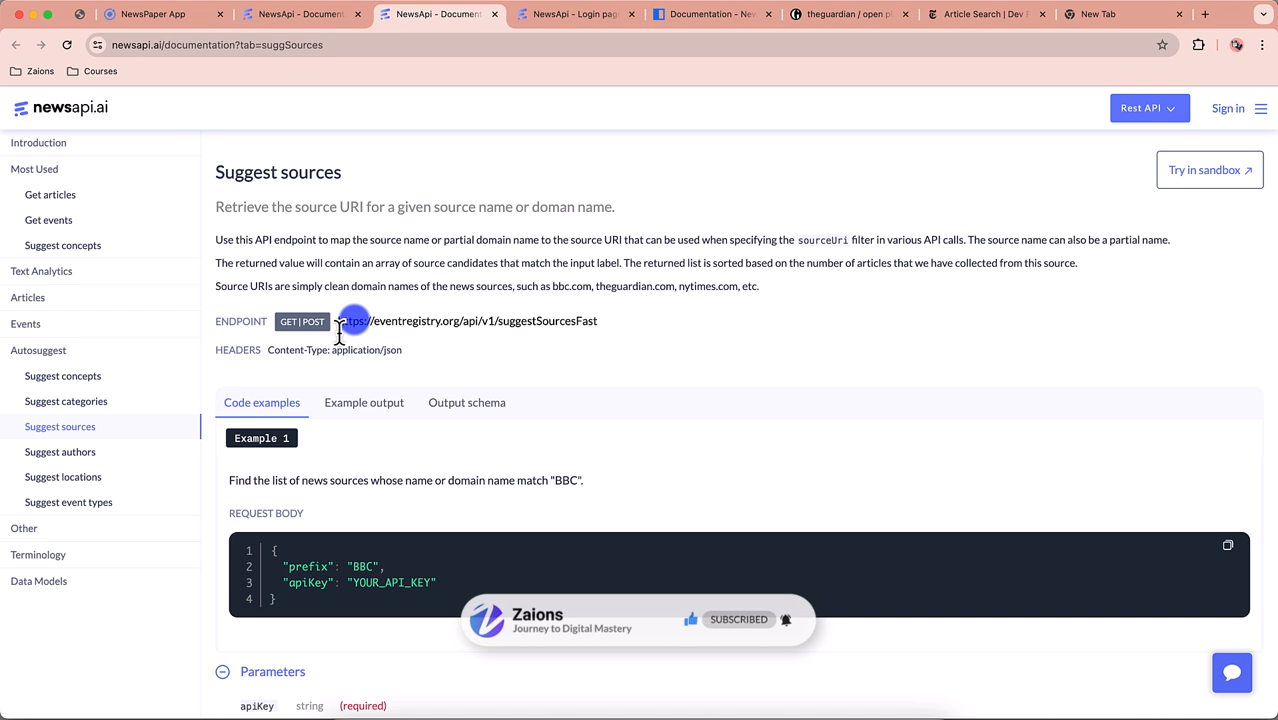 NewsPaper App
NewsApi - Document
NewsApi - Document
NewsApi - Login pag
Documentation - New
theguardian / open pl
Article Search | Dev
New Tab
newsapi.ai/documentation?tab=suggSources
Zaions
Courses
newsapi.ai
Rest API
Sign in
Introduction
Most Used
Get articles
Get events
Suggest concepts
Text Analytics
Articles
Events
Autosuggest
Suggest concepts
Suggest categories
Suggest sources
Suggest authors
Suggest locations
Suggest event types
Other
Terminology
Data Models
Suggest sources
Try in sandbox ↗
Retrieve the source URI for a given source name or doman name.
Use this API endpoint to map the source name or partial domain name to the source URI that can be used when specifying the sourceUri filter in various API calls. The source name can also be a partial name.
The returned value will contain an array of source candidates that match the input label. The returned list is sorted based on the number of articles that we have collected from this source.
Source URIs are simply clean domain names of the news sources, such as bbc.com, theguardian.com, nytimes.com, etc.
ENDPOINT GET | POST https://eventregistry.org/api/v1/suggestSourcesFast
HEADERS Content-Type: application/json
Code examples
Example output
Output schema
Example 1
Find the list of news sources whose name or domain name match "BBC".
REQUEST BODY
1 {
2 "prefix": "BBC",
3 "apiKey": "YOUR_API_KEY"
4 }
Zaions
Journey to Digital Mastery
SUBSCRIBED
Parameters
apiKey string (required)